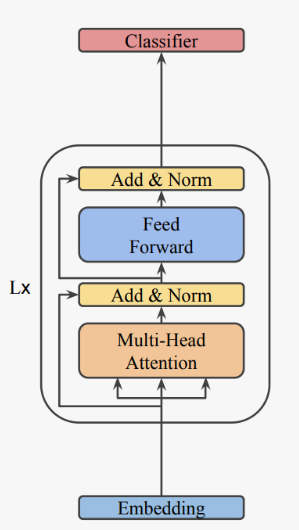 Classifier
Add & Norm
Feed
Forward
Lx
Add & Norm
Multi-Head
Attention
Embedding